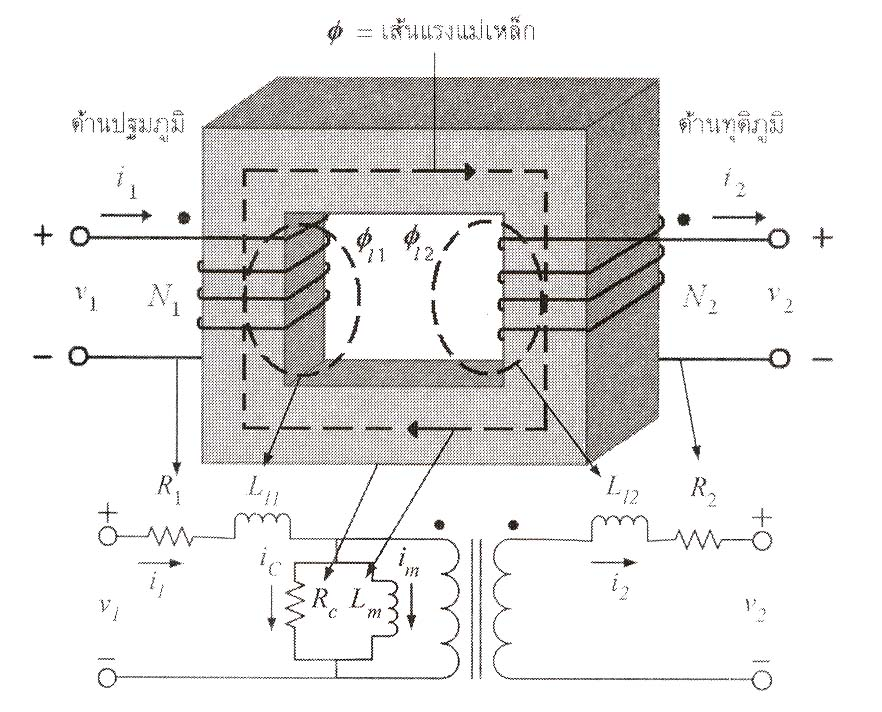 ϕ = เส้นแรงแม่เหล็ก
ด้านปฐมภูมิ ด้านทุติยภูมิ
i1 i2
+ ϕl1 ϕl2 +
v1 N1 N2 v2
− −
R1 Ll1 Ll2 R2
+ +
i1 iC im i2
v1 Rc Lm v2
− −